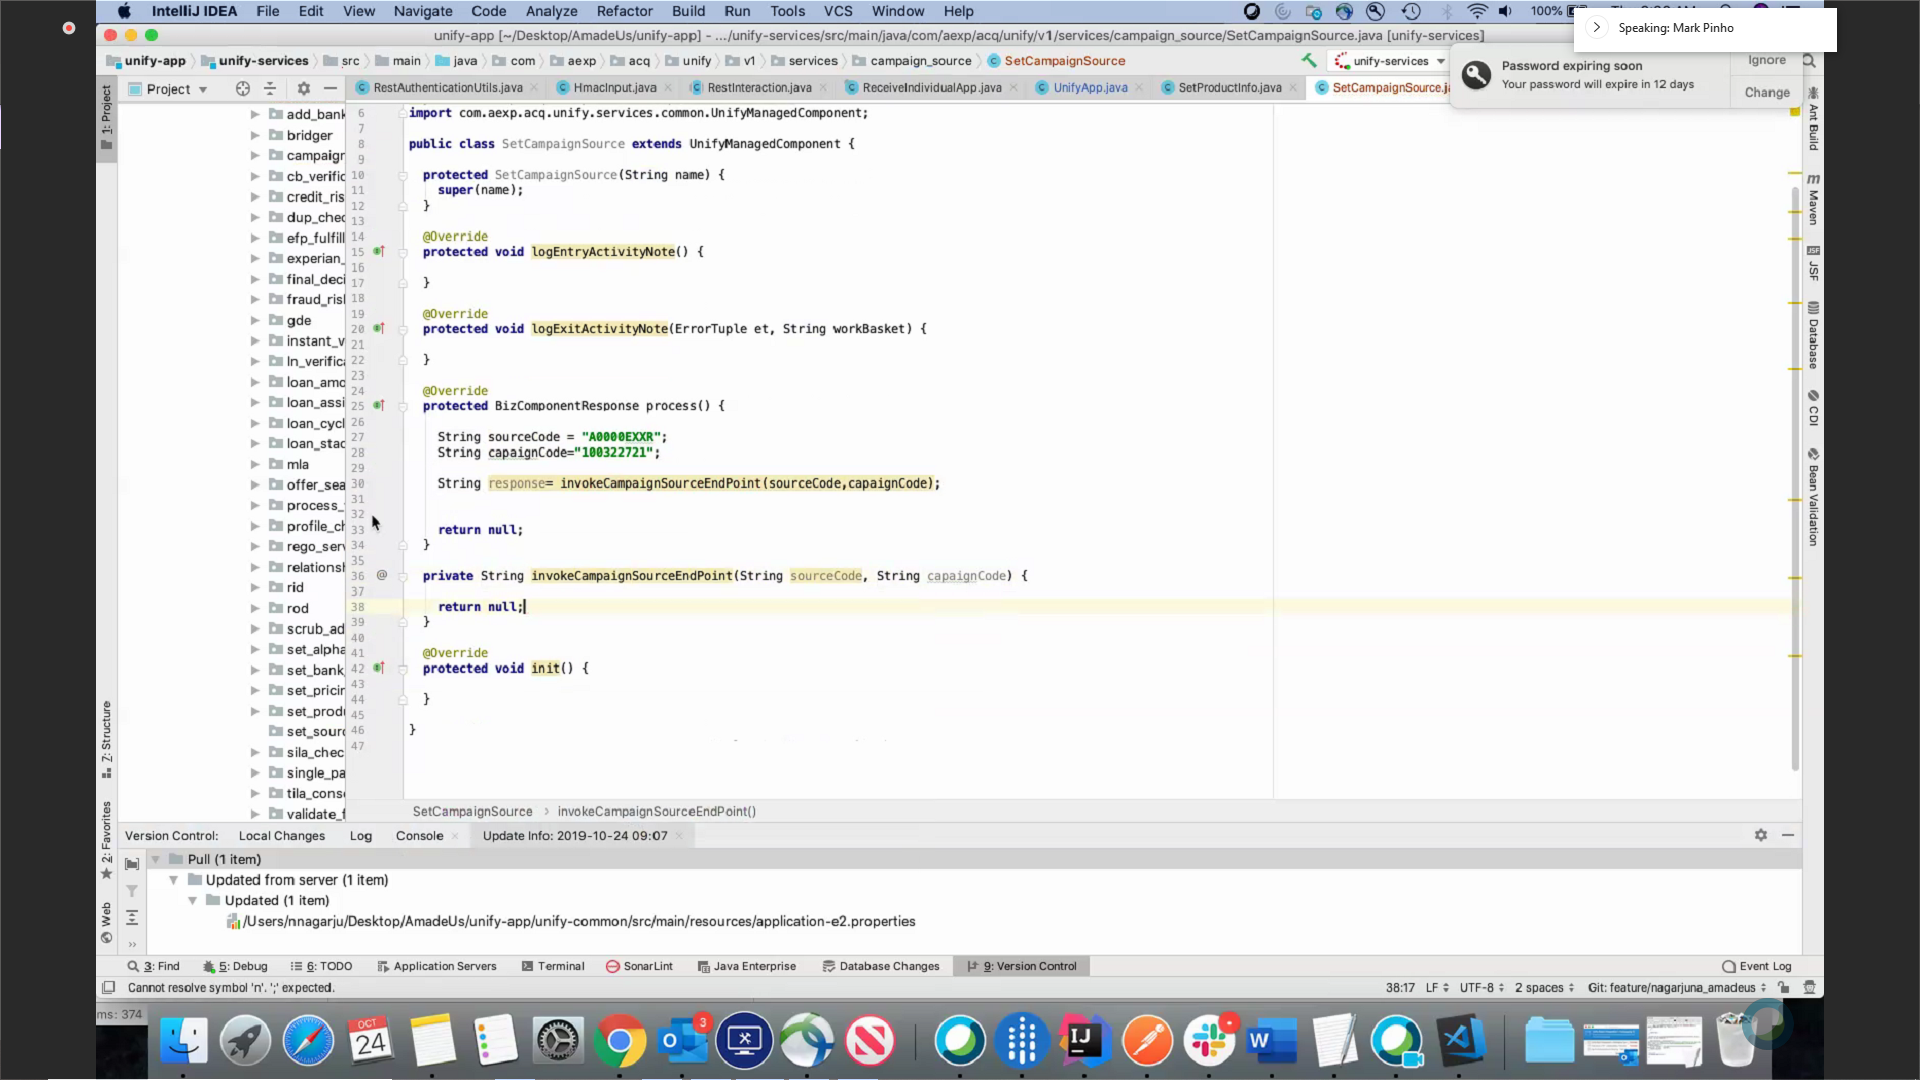 IntelliJ IDEA File Edit View Navigate Code Analyze Refactor Build Run Tools VCS Window Help 100%
Speaking: Mark Pinho
unify-app [~/Desktop/AmadeUs/unify-app] - .../unify-services/src/main/java/com/aexp/acq/unify/v1/services/campaign_source/SetCampaignSource.java [unify-services]
unify-app unify-services src main java com aexp acq unify v1 services campaign_source SetCampaignSource unify-services
Password expiring soon
Your password will expire in 12 days
Ignore
Change
Project
RestAuthenticationUtils.java HmacInput.java RestInteraction.java ReceiveIndividualApp.java UnifyApp.java SetProductInfo.java SetCampaignSource.j
1: Project
Z: Structure
2: Favorites
Web
add_bank
bridger
campaign
cb_verific
credit_ris
dup_chec
efp_fulfill
experian_
final_deci
fraud_risl
gde
instant_v
ln_verifica
loan_amo
loan_assi
loan_cycl
loan_stac
mla
offer_sea
process_
profile_ch
rego_serv
relationsh
rid
rod
scrub_ad
set_alpha
set_bank_
set_pricin
set_produ
set_sourc
sila_chec
single_pa
tila_conse
validate_f
6 import com.aexp.acq.unify.services.common.UnifyManagedComponent;
7
8 public class SetCampaignSource extends UnifyManagedComponent {
9
10 protected SetCampaignSource(String name) {
11 super(name);
12 }
13
14 @Override
15 protected void logEntryActivityNote() {
16
17 }
18
19 @Override
20 protected void logExitActivityNote(ErrorTuple et, String workBasket) {
21
22 }
23
24 @Override
25 protected BizComponentResponse process() {
26
27 String sourceCode = "A0000EXXR";
28 String capaignCode="100322721";
29
30 String response= invokeCampaignSourceEndPoint(sourceCode,capaignCode);
31
32
33 return null;
34 }
35
36 @ private String invokeCampaignSourceEndPoint(String sourceCode, String capaignCode) {
37
38 return null;
39 }
40
41 @Override
42 protected void init() {
43
44 }
45
46 }
47
Ant Build
Maven
JSF
Database
CDI
Bean Validation
SetCampaignSource › invokeCampaignSourceEndPoint()
Version Control: Local Changes Log Console Update Info: 2019-10-24 09:07
Pull (1 item)
Updated from server (1 item)
Updated (1 item)
/Users/nnagarju/Desktop/AmadeUs/unify-app/unify-common/src/main/resources/application-e2.properties
3: Find 5: Debug 6: TODO Application Servers Terminal SonarLint Java Enterprise Database Changes 9: Version Control Event Log
Cannot resolve symbol 'n'. ';' expected. 38:17 LF UTF-8 2 spaces Git: feature/nagarjuna_amadeus
ms: 374
OCT
24
3